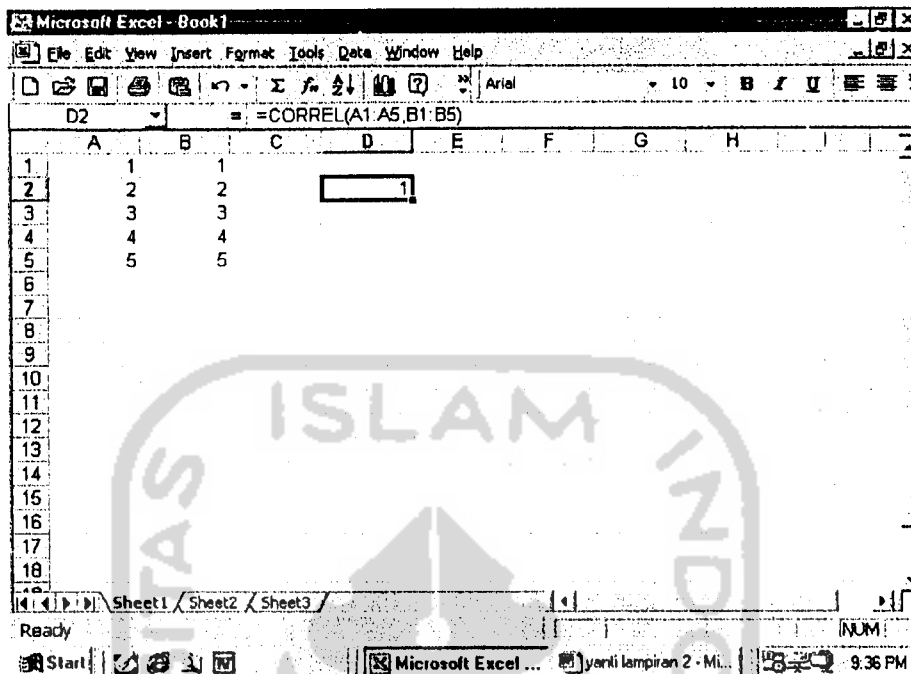 Microsoft Excel - Book1
File Edit View Insert Format Tools Data Window Help
Arial 10 B I U
D2 = =CORREL(A1:A5,B1:B5)
A B C D E F G H I
1 1 1
2 2 2 1
3 3 3
4 4 4
5 5 5
6
7
8
9
10
11
12
13
14
15
16
17
18
ISLAM
Sheet1 Sheet2 Sheet3
Ready NUM
Start Microsoft Excel ... yanti lampiran 2 - Mi... 9:36 PM